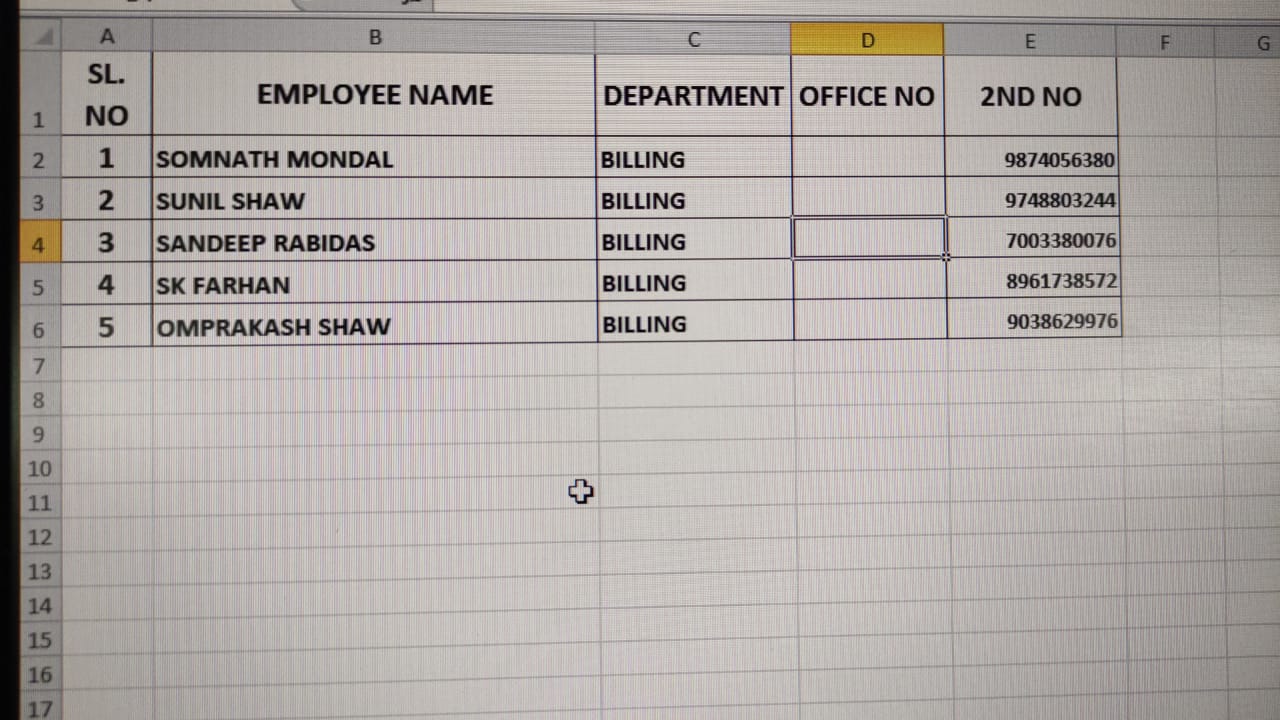 A B C D E F G
1 SL. NO EMPLOYEE NAME DEPARTMENT OFFICE NO 2ND NO
2 1 SOMNATH MONDAL BILLING 9874056380
3 2 SUNIL SHAW BILLING 9748803244
4 3 SANDEEP RABIDAS BILLING 7003380076
5 4 SK FARHAN BILLING 8961738572
6 5 OMPRAKASH SHAW BILLING 9038629976
7
8
9
10
11
12
13
14
15
16
17